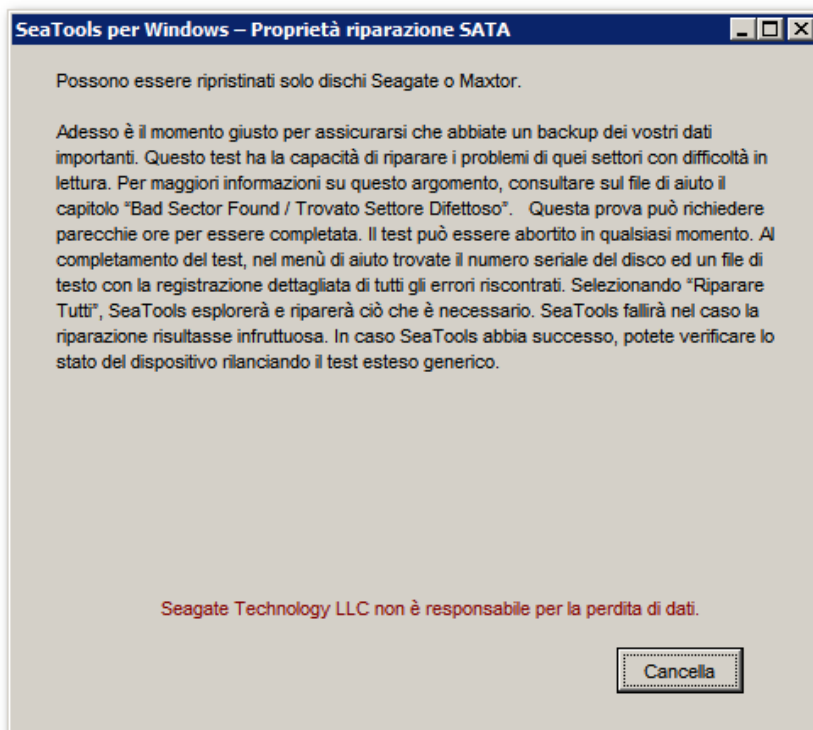 SeaTools per Windows – Proprietà riparazione SATA
Possono essere ripristinati solo dischi Seagate o Maxtor.
Adesso è il momento giusto per assicurarsi che abbiate un backup dei vostri dati
importanti. Questo test ha la capacità di riparare i problemi di quei settori con difficoltà in
lettura. Per maggiori informazioni su questo argomento, consultare sul file di aiuto il
capitolo “Bad Sector Found / Trovato Settore Difettoso”.   Questa prova può richiedere
parecchie ore per essere completata. Il test può essere abortito in qualsiasi momento. Al
completamento del test, nel menù di aiuto trovate il numero seriale del disco ed un file di
testo con la registrazione dettagliata di tutti gli errori riscontrati. Selezionando “Riparare
Tutti”, SeaTools esplorerà e riparerà ciò che è necessario. SeaTools fallirà nel caso la
riparazione risultasse infruttuosa. In caso SeaTools abbia successo, potete verificare lo
stato del dispositivo rilanciando il test esteso generico.
Seagate Technology LLC non è responsabile per la perdita di dati.
Cancella